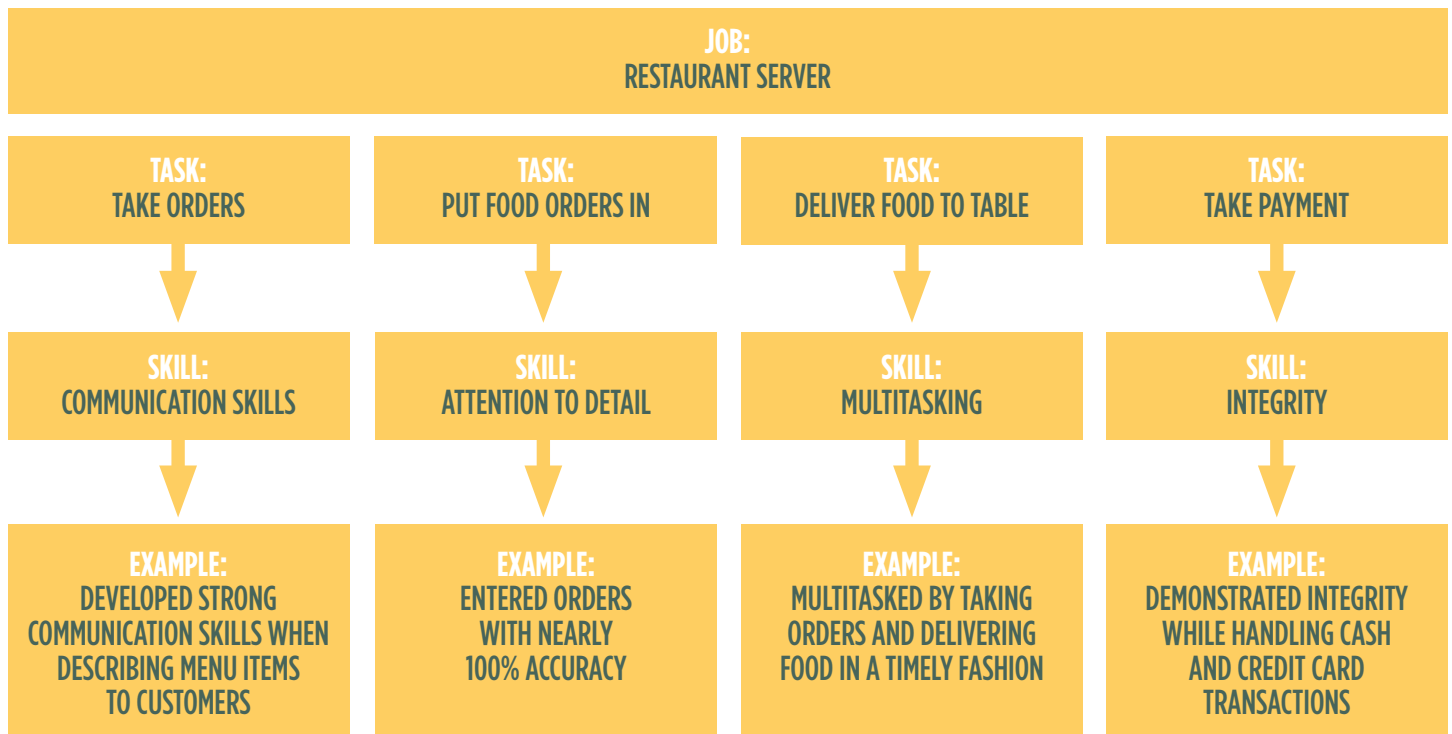 JOB:
RESTAURANT SERVER
TASK:
TAKE ORDERS
TASK:
PUT FOOD ORDERS IN
TASK:
DELIVER FOOD TO TABLE
TASK:
TAKE PAYMENT
SKILL:
COMMUNICATION SKILLS
SKILL:
ATTENTION TO DETAIL
SKILL:
MULTITASKING
SKILL:
INTEGRITY
EXAMPLE:
DEVELOPED STRONG
COMMUNICATION SKILLS WHEN
DESCRIBING MENU ITEMS
TO CUSTOMERS
EXAMPLE:
ENTERED ORDERS
WITH NEARLY
100% ACCURACY
EXAMPLE:
MULTITASKED BY TAKING
ORDERS AND DELIVERING
FOOD IN A TIMELY FASHION
EXAMPLE:
DEMONSTRATED INTEGRITY
WHILE HANDLING CASH
AND CREDIT CARD
TRANSACTIONS